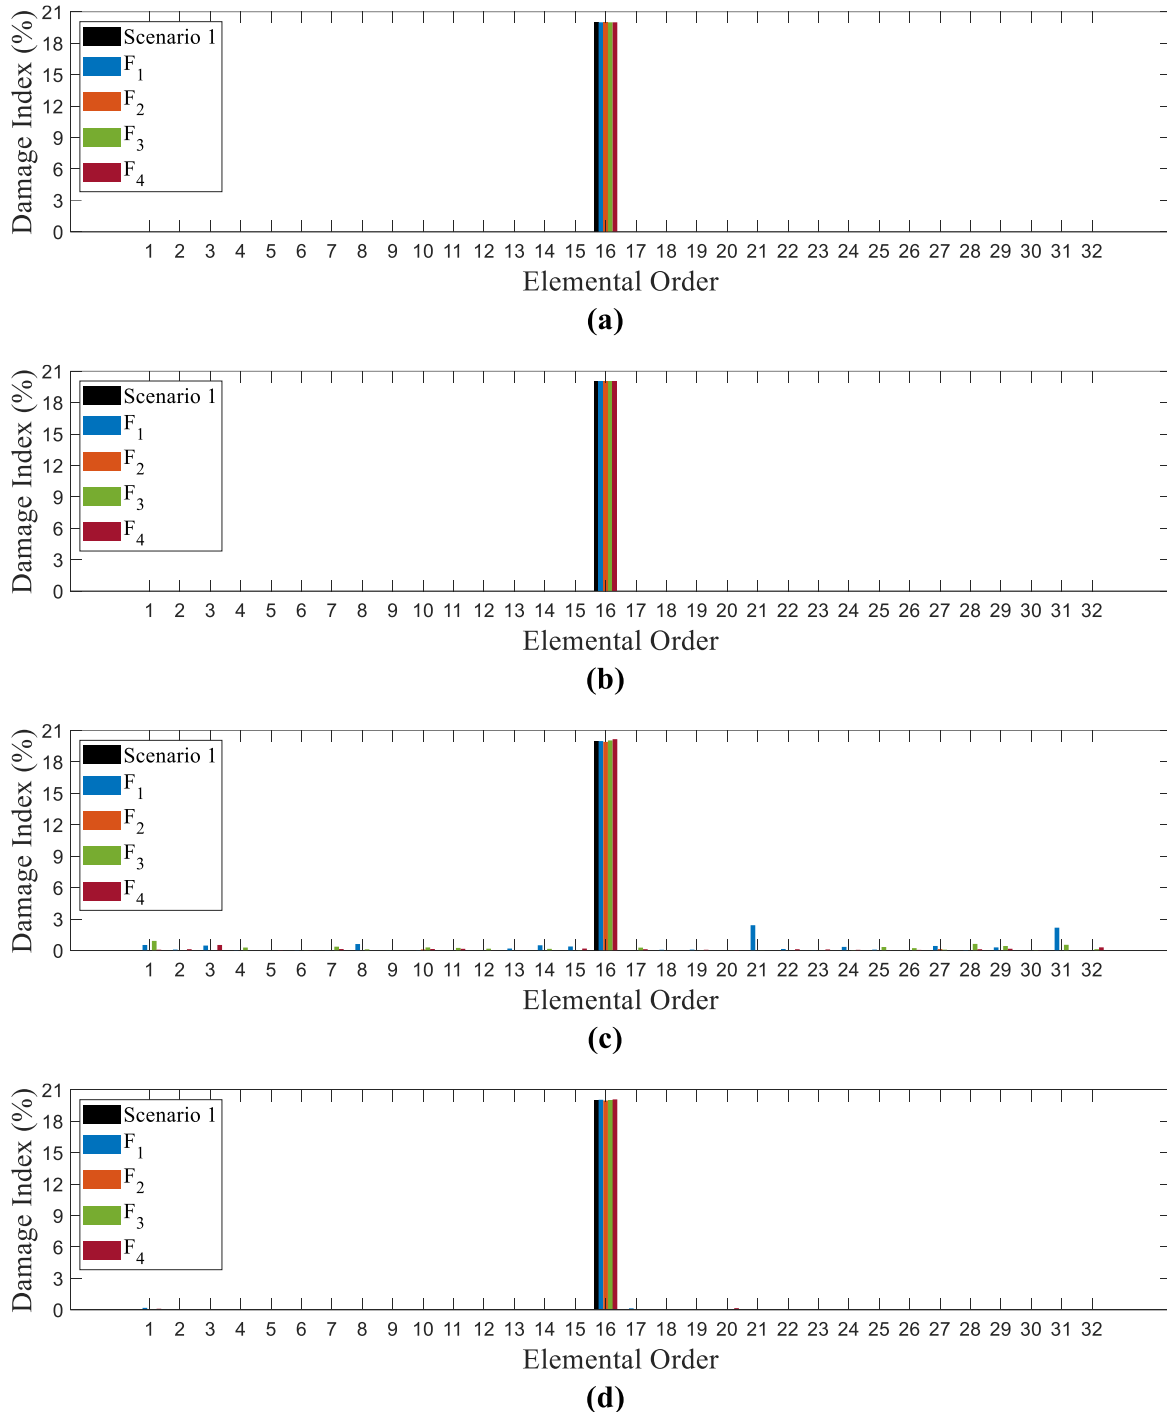 21
18
15
12
9
6
3
0
Damage Index (%)
Scenario 1
F1
F2
F3
F4
1 2 3 4 5 6 7 8 9 10 11 12 13 14 15 16 17 18 19 20 21 22 23 24 25 26 27 28 29 30 31 32
Elemental Order
(a)
21
18
15
12
9
6
3
0
Damage Index (%)
Scenario 1
F1
F2
F3
F4
1 2 3 4 5 6 7 8 9 10 11 12 13 14 15 16 17 18 19 20 21 22 23 24 25 26 27 28 29 30 31 32
Elemental Order
(b)
21
18
15
12
9
6
3
0
Damage Index (%)
Scenario 1
F1
F2
F3
F4
1 2 3 4 5 6 7 8 9 10 11 12 13 14 15 16 17 18 19 20 21 22 23 24 25 26 27 28 29 30 31 32
Elemental Order
(c)
21
18
15
12
9
6
3
0
Damage Index (%)
Scenario 1
F1
F2
F3
F4
1 2 3 4 5 6 7 8 9 10 11 12 13 14 15 16 17 18 19 20 21 22 23 24 25 26 27 28 29 30 31 32
Elemental Order
(d)